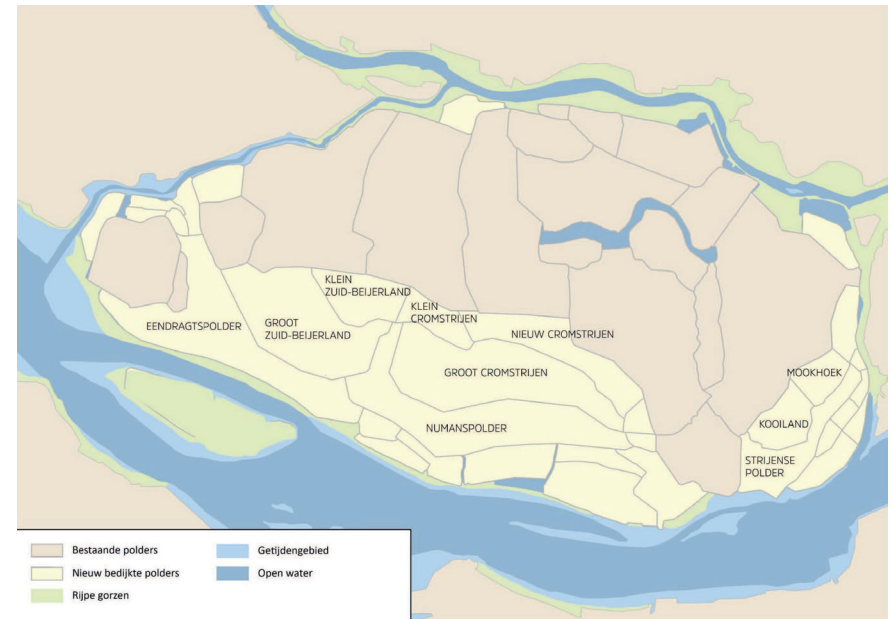 KLEIN
ZUID-BEIJERLAND
KLEIN
CROMSTRIJEN
EENDRAGTSPOLDER
GROOT
ZUID-BEIJERLAND
NIEUW CROMSTRIJEN
GROOT CROMSTRIJEN
MOOKHOEK
KOOILAND
NUMANSPOLDER
STRIJENSE
POLDER
Bestaande polders
Nieuw bedijkte polders
Rijpe gorzen
Getijdengebied
Open water